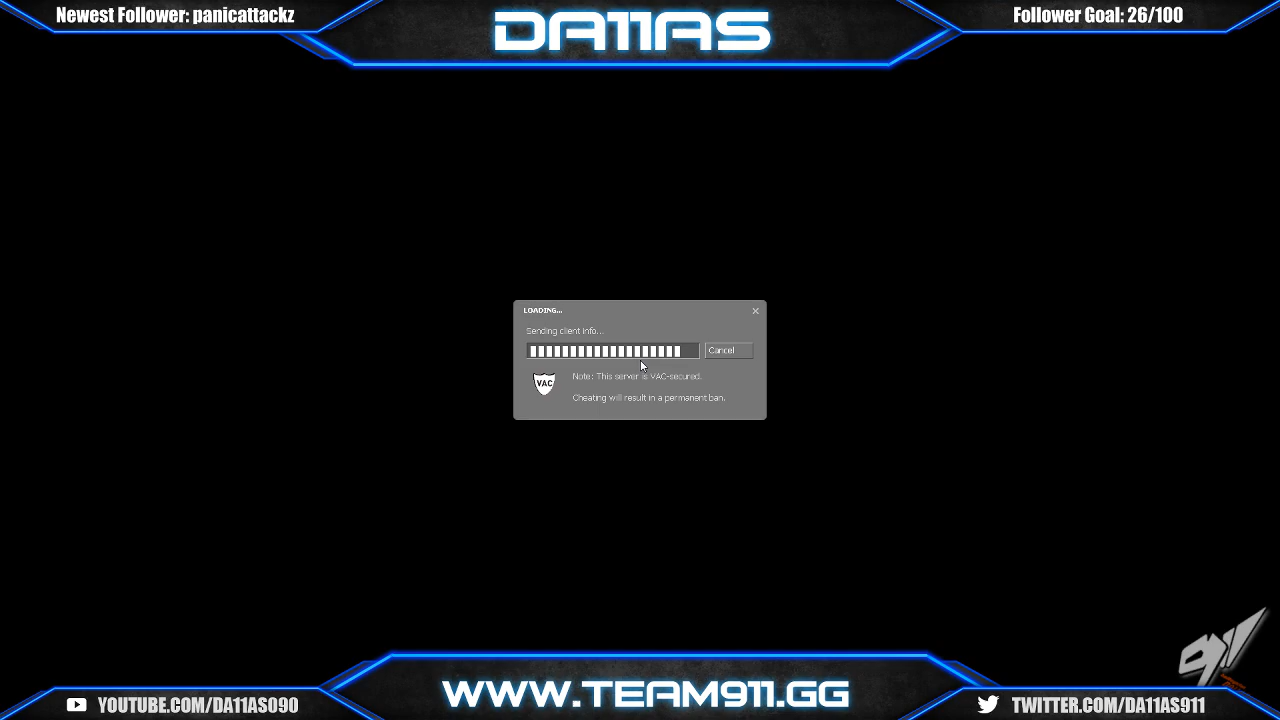 Newest Follower: panicattackz
DA11AS
Follower Goal: 26/100
LOADING...
Sending client info...
Cancel
VAC
Note: This server is VAC-secured.
Cheating will result in a permanent ban.
911
YOUTUBE.COM/DA11AS090
WWW.TEAM911.GG
TWITTER.COM/DA11AS911